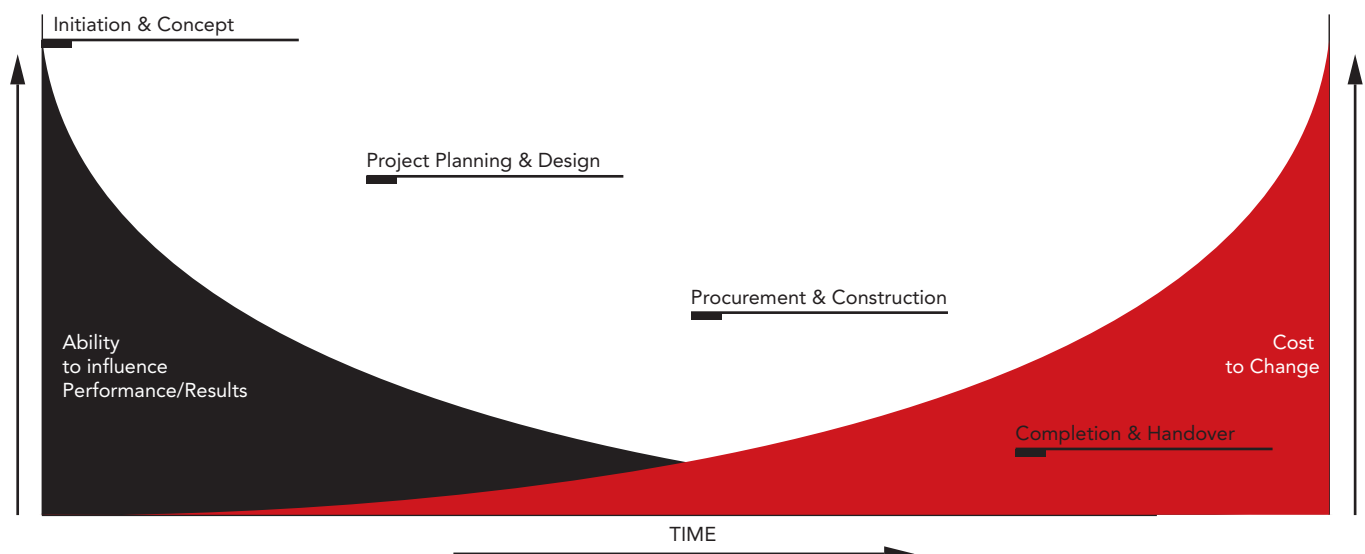 Initiation & Concept
Project Planning & Design
Procurement & Construction
Ability
to influence
Performance/Results
Cost
to Change
Completion & Handover
TIME